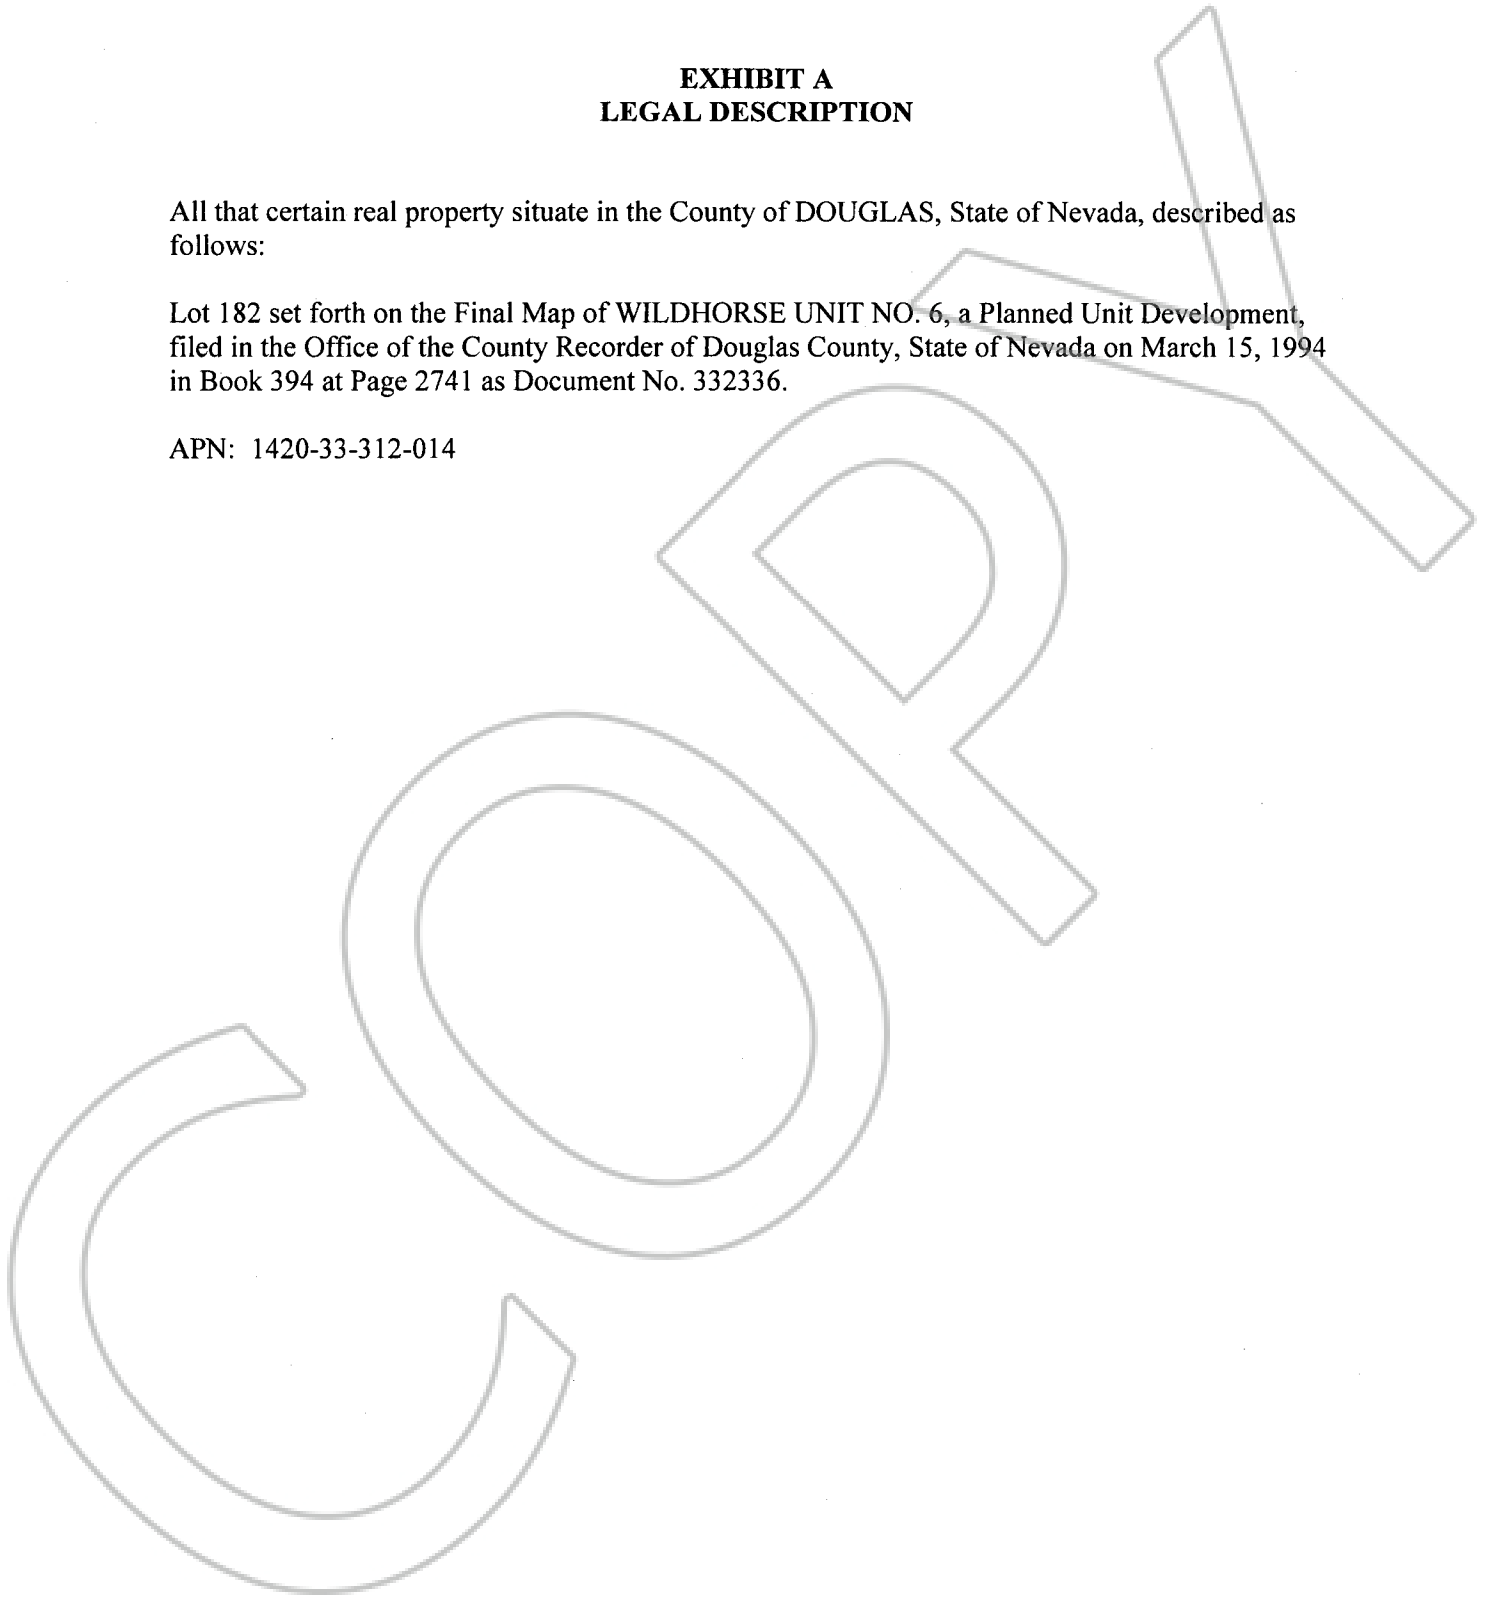 EXHIBIT A
LEGAL DESCRIPTION
All that certain real property situate in the County of DOUGLAS, State of Nevada, described as
follows:
Lot 182 set forth on the Final Map of WILDHORSE UNIT NO. 6, a Planned Unit Development,
filed in the Office of the County Recorder of Douglas County, State of Nevada on March 15, 1994
in Book 394 at Page 2741 as Document No. 332336.
APN: 1420-33-312-014
COPY